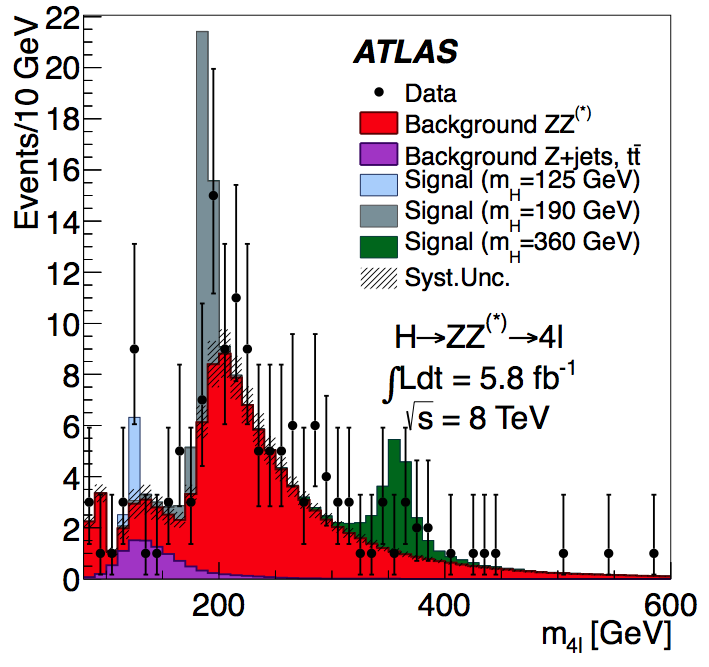 22
20
18
16
14
12
10
8
6
4
2
0
Events/10 GeV
ATLAS
Data
Background ZZ(*)
Background Z+jets, tt̄
Signal (mH=125 GeV)
Signal (mH=190 GeV)
Signal (mH=360 GeV)
Syst.Unc.
H→ZZ(*)→4l
∫Ldt = 5.8 fb-1
√s = 8 TeV
200 400 600
m4l [GeV]